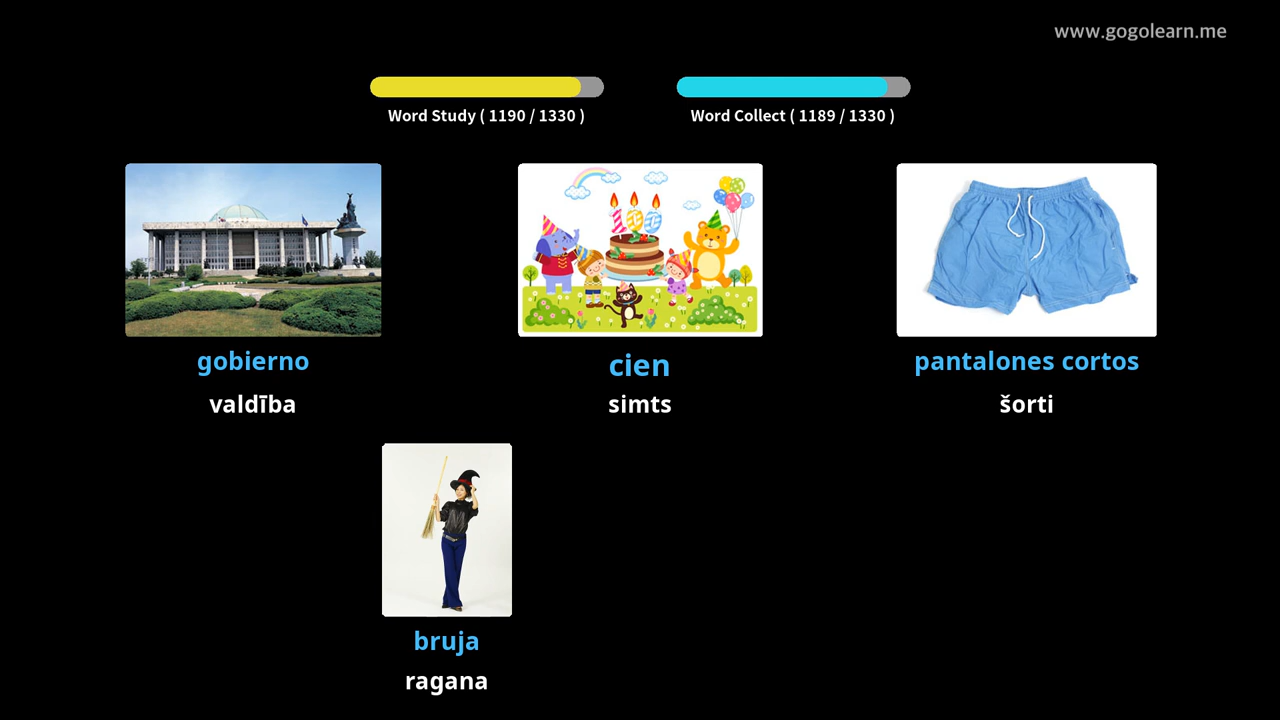 www.gogolearn.me
Word Study ( 1190 / 1330 )
Word Collect ( 1189 / 1330 )
100
gobierno
cien
pantalones cortos
valdība
simts
šorti
bruja
ragana